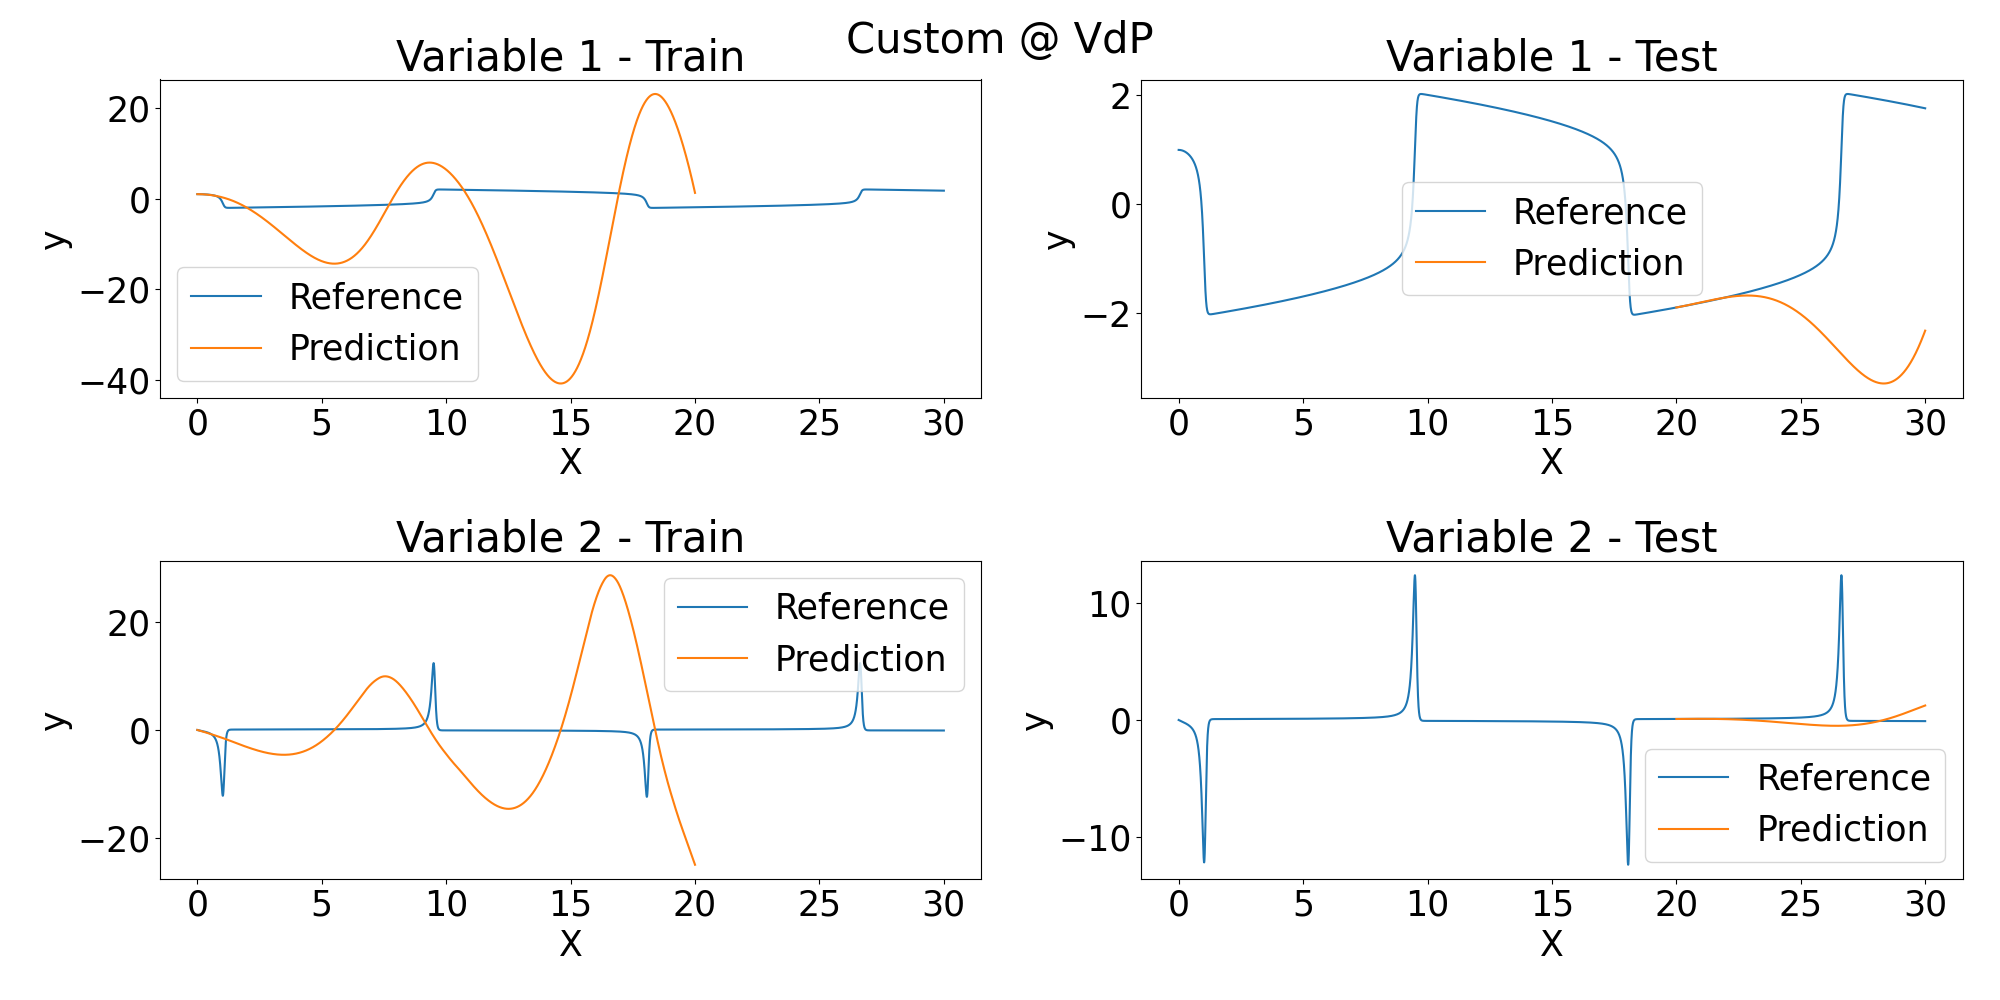 Custom @ VdP
Variable 1 - Train
20
0
−20
−40
y
Reference
Prediction
0 5 10 15 20 25 30
X
Variable 1 - Test
2
0
−2
y
Reference
Prediction
0 5 10 15 20 25 30
X
Variable 2 - Train
20
0
−20
y
Reference
Prediction
0 5 10 15 20 25 30
X
Variable 2 - Test
10
0
−10
y
Reference
Prediction
0 5 10 15 20 25 30
X